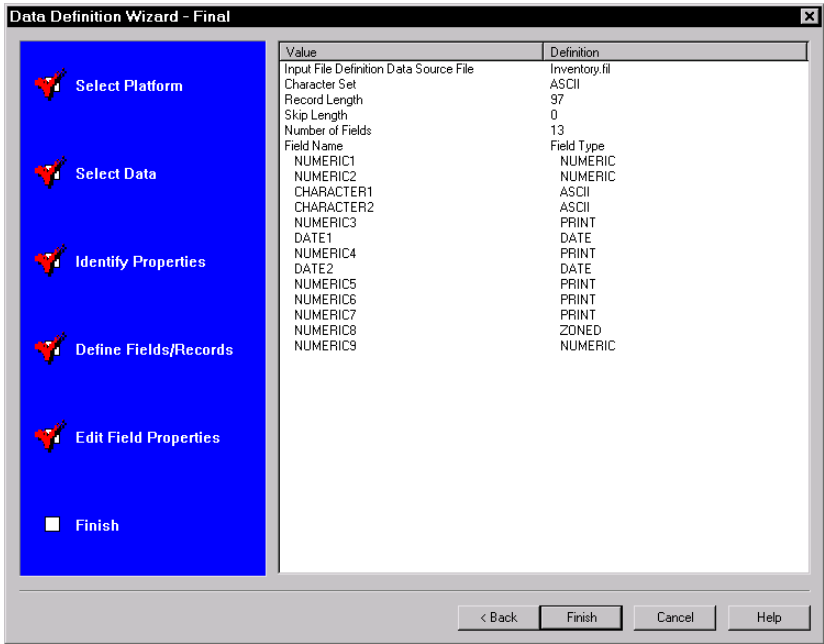 Data Definition Wizard - Final
Select Platform
Select Data
Identify Properties
Define Fields/Records
Edit Field Properties
Finish
Value Definition
Input File Definition Data Source File Inventory.fil
Character Set ASCII
Record Length 97
Skip Length 0
Number of Fields 13
Field Name Field Type
NUMERIC1 NUMERIC
NUMERIC2 NUMERIC
CHARACTER1 ASCII
CHARACTER2 ASCII
NUMERIC3 PRINT
DATE1 DATE
NUMERIC4 PRINT
DATE2 DATE
NUMERIC5 PRINT
NUMERIC6 PRINT
NUMERIC7 PRINT
NUMERIC8 ZONED
NUMERIC9 NUMERIC
< Back Finish Cancel Help